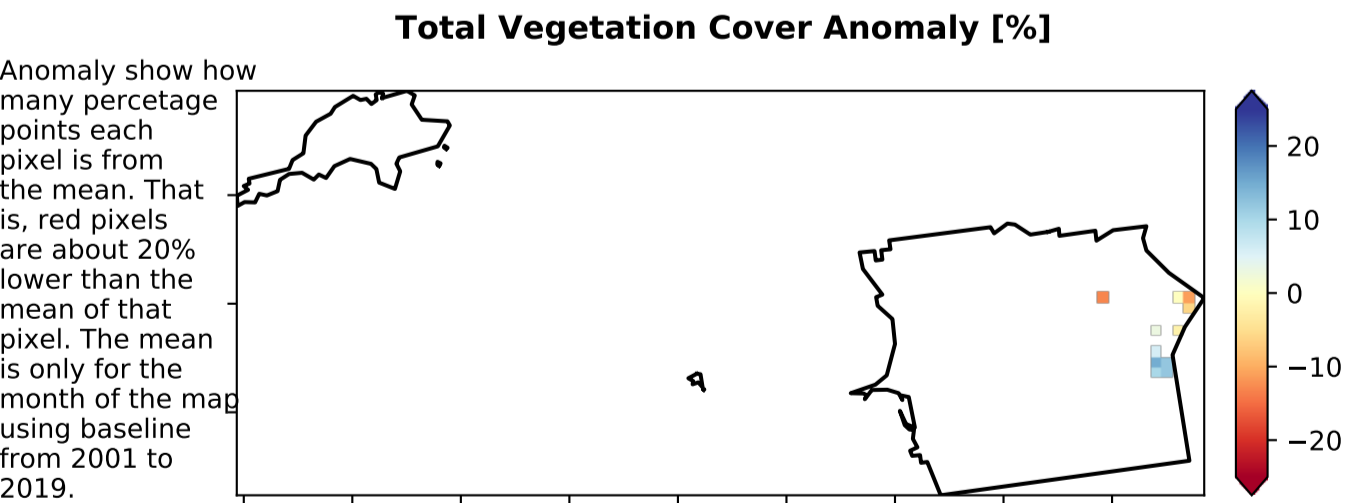 Total Vegetation Cover Anomaly [%]
Anomaly show how
many percetage
points each
pixel is from
the mean. That
is, red pixels
are about 20%
lower than the
mean of that
pixel. The mean
is only for the
month of the map
using baseline
from 2001 to
2019.
20
10
0
−10
−20